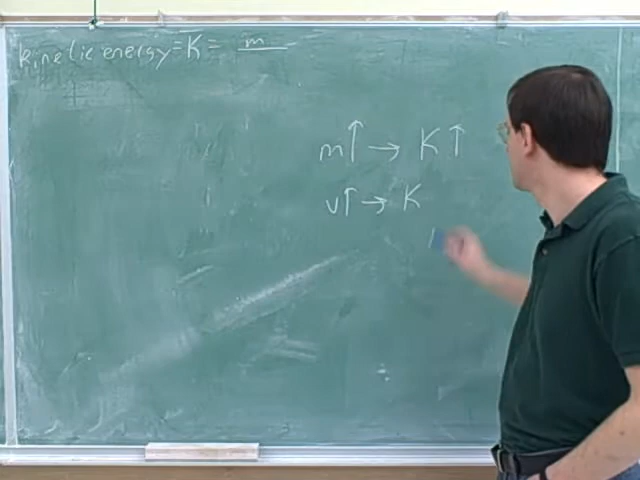 kinetic energy = K = m
m↑ → K↑
v↑ → K